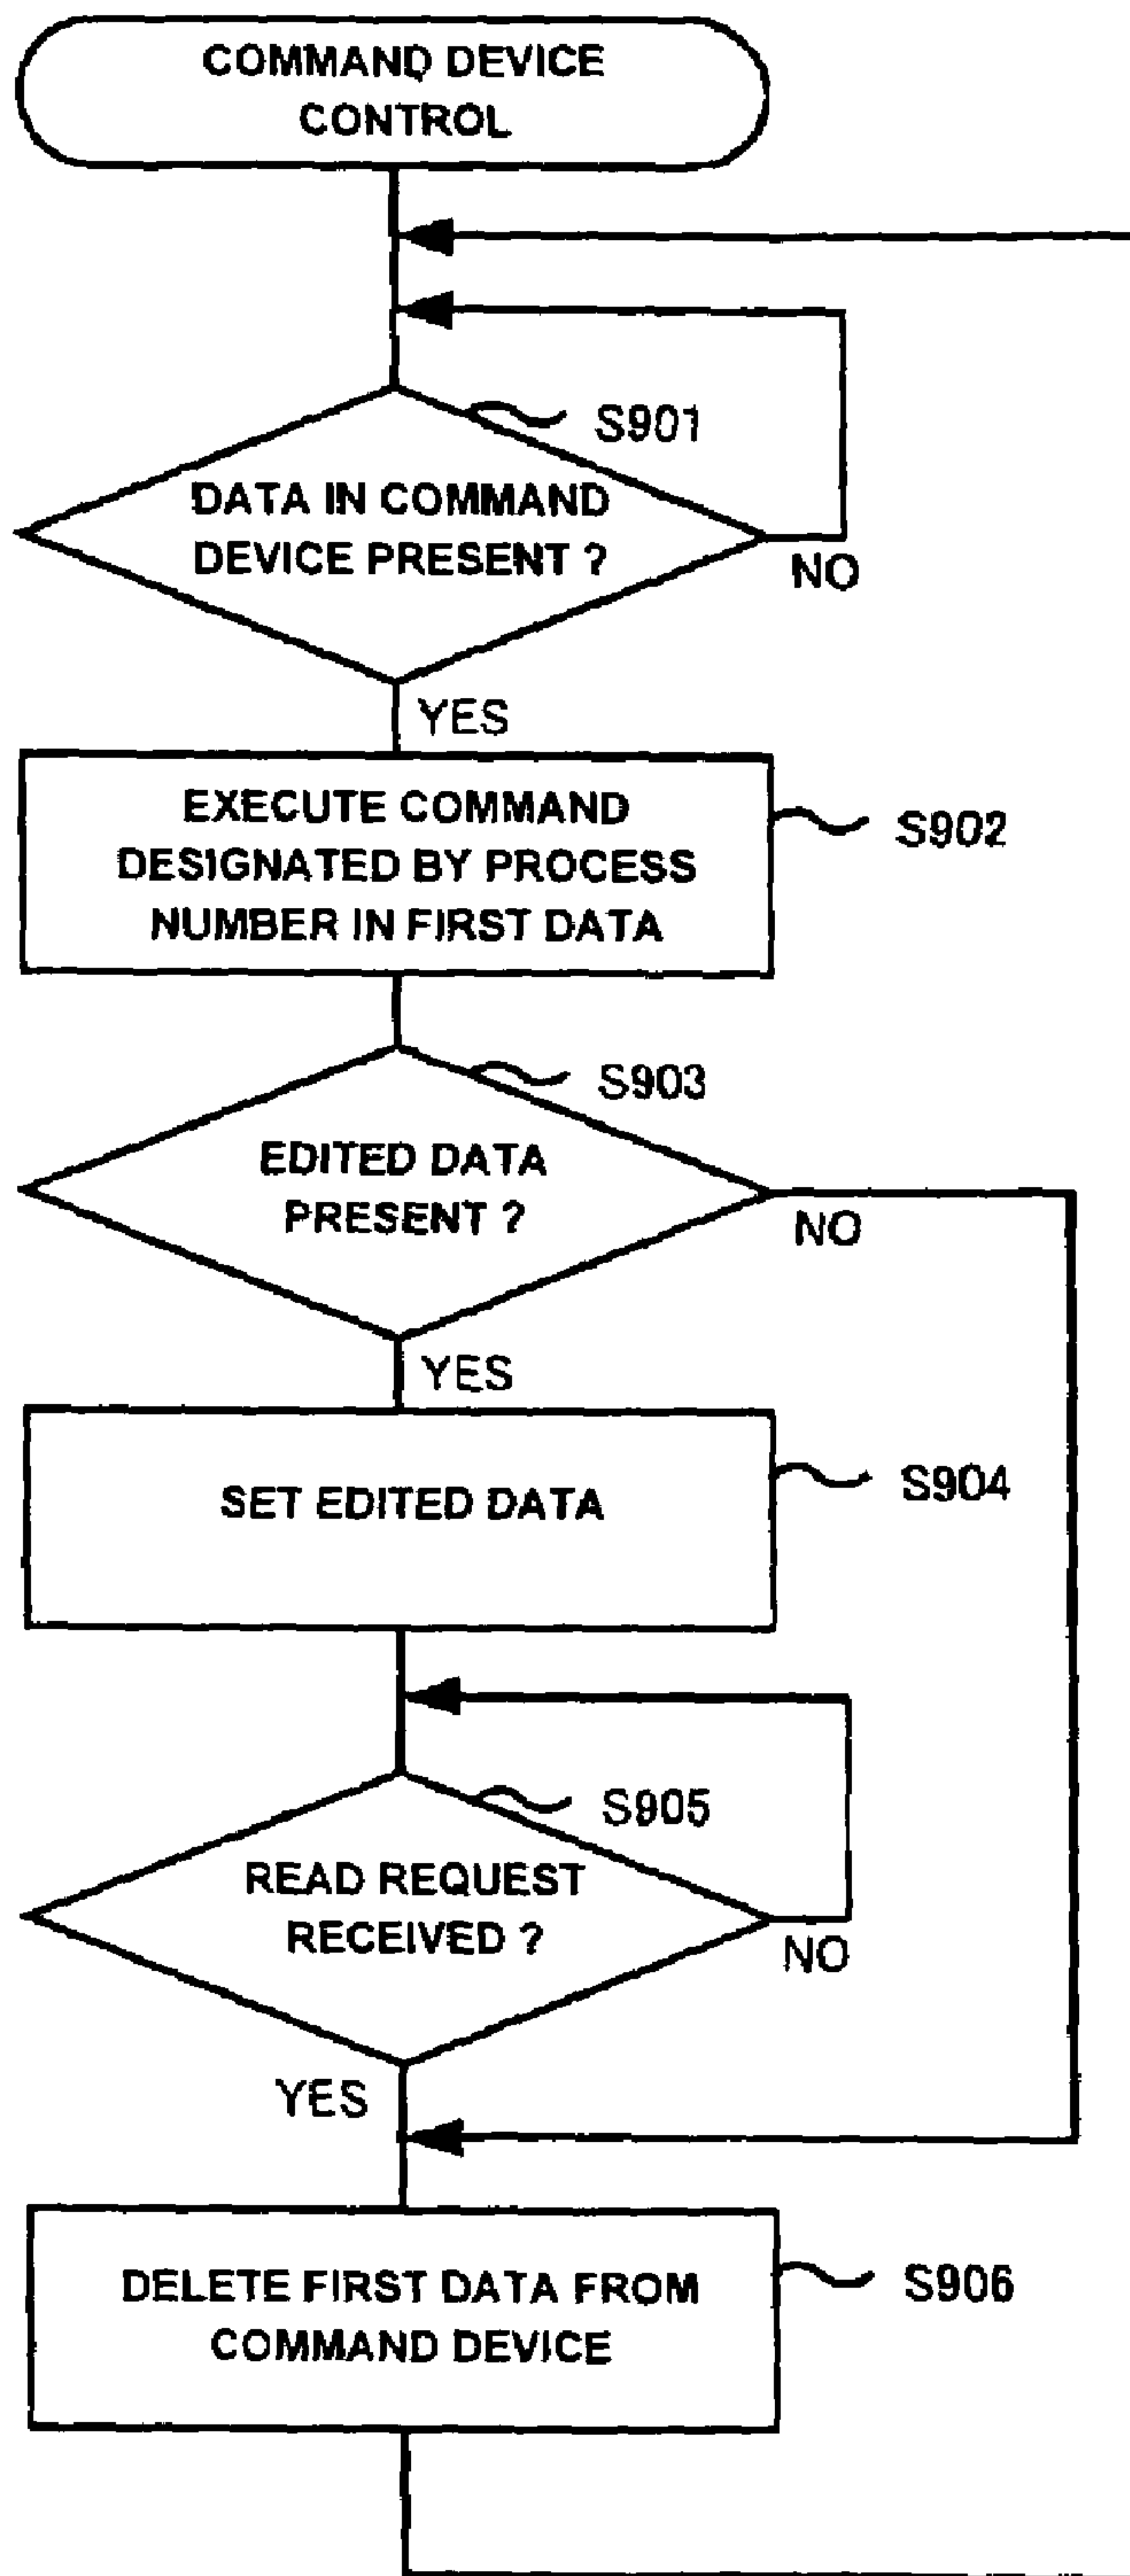 COMMAND DEVICE
CONTROL
S901
DATA IN COMMAND
DEVICE PRESENT ?
NO
YES
EXECUTE COMMAND
DESIGNATED BY PROCESS
NUMBER IN FIRST DATA
S902
S903
EDITED DATA
PRESENT ?
NO
YES
SET EDITED DATA
S904
S905
READ REQUEST
RECEIVED ?
NO
YES
DELETE FIRST DATA FROM
COMMAND DEVICE
S906